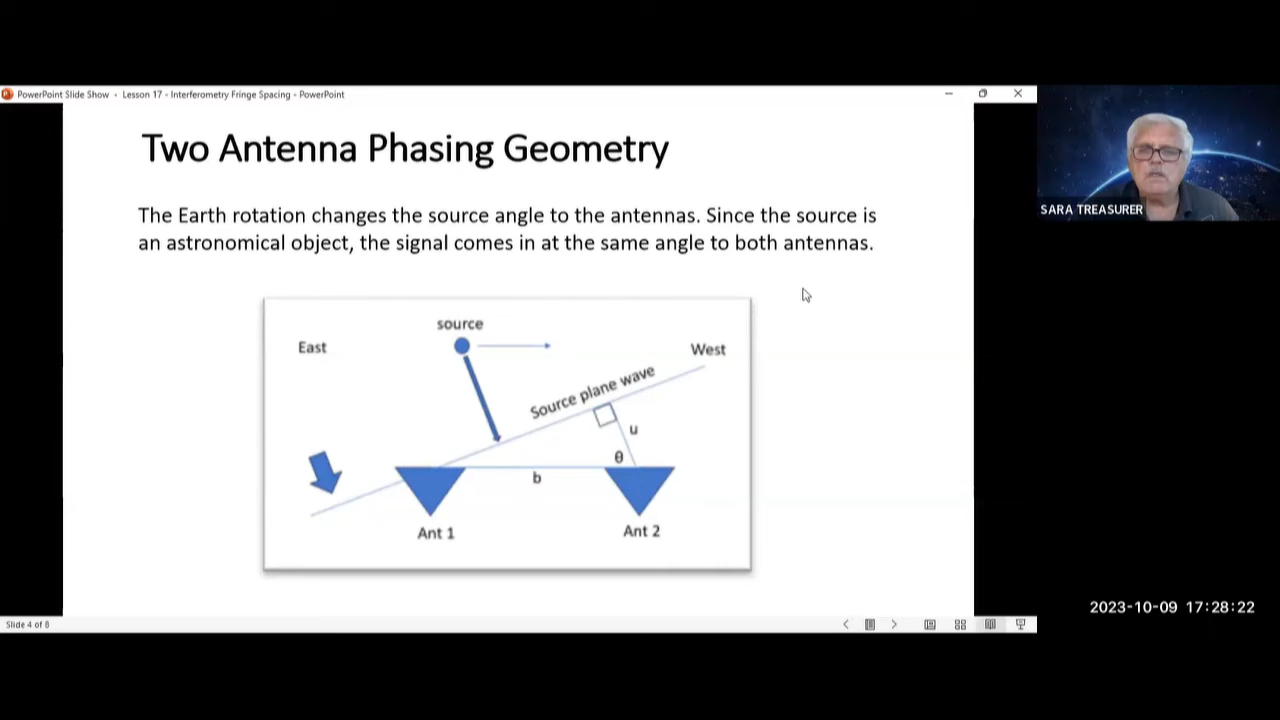 PowerPoint Slide Show - Lesson 17 - Interferometry Fringe Spacing - PowerPoint
Two Antenna Phasing Geometry
The Earth rotation changes the source angle to the antennas. Since the source is
an astronomical object, the signal comes in at the same angle to both antennas.
source
East
West
Source plane wave
u
θ
b
Ant 1
Ant 2
SARA TREASURER
2023-10-09 17:28:22
Slide 4 of 8